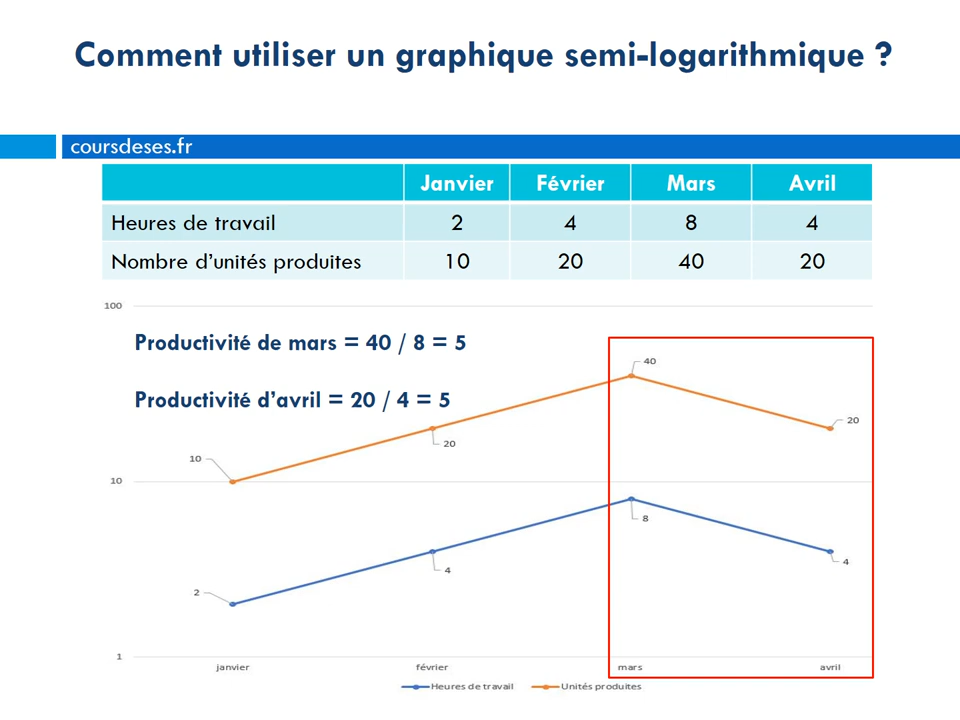 Comment utiliser un graphique semi-logarithmique ?
coursdeses.fr
Janvier Février Mars Avril
Heures de travail 2 4 8 4
Nombre d'unités produites 10 20 40 20
100
Productivité de mars = 40 / 8 = 5
40
Productivité d'avril = 20 / 4 = 5
20
20
10
10
8
4
4
2
1
janvier février mars avril
Heures de travail Unités produites